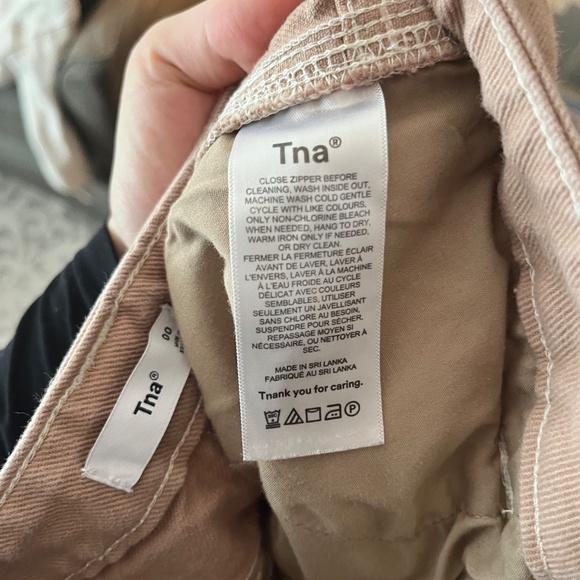 Tna®
CLOSE ZIPPER BEFORE
CLEANING, WASH INSIDE OUT,
MACHINE WASH COLD GENTLE
CYCLE WITH LIKE COLOURS,
ONLY NON-CHLORINE BLEACH
WHEN NEEDED, HANG TO DRY,
WARM IRON ONLY IF NEEDED,
OR DRY CLEAN.
FERMER LA FERMETURE ÉCLAIR
AVANT DE LAVER, LAVER À
L'ENVERS, LAVER À LA MACHINE
À L'EAU FROIDE AU CYCLE
DÉLICAT AVEC COULEURS
SEMBLABLES, UTILISER
SEULEMENT UN JAVELLISANT
SANS CHLORE AU BESOIN,
SUSPENDRE POUR SÉCHER.
REPASSAGE MOYEN SI
NÉCESSAIRE, OU NETTOYER À
SEC.
MADE IN SRI LANKA
FABRIQUÉ AU SRI LANKA
Tnank you for caring.
Tna®
00